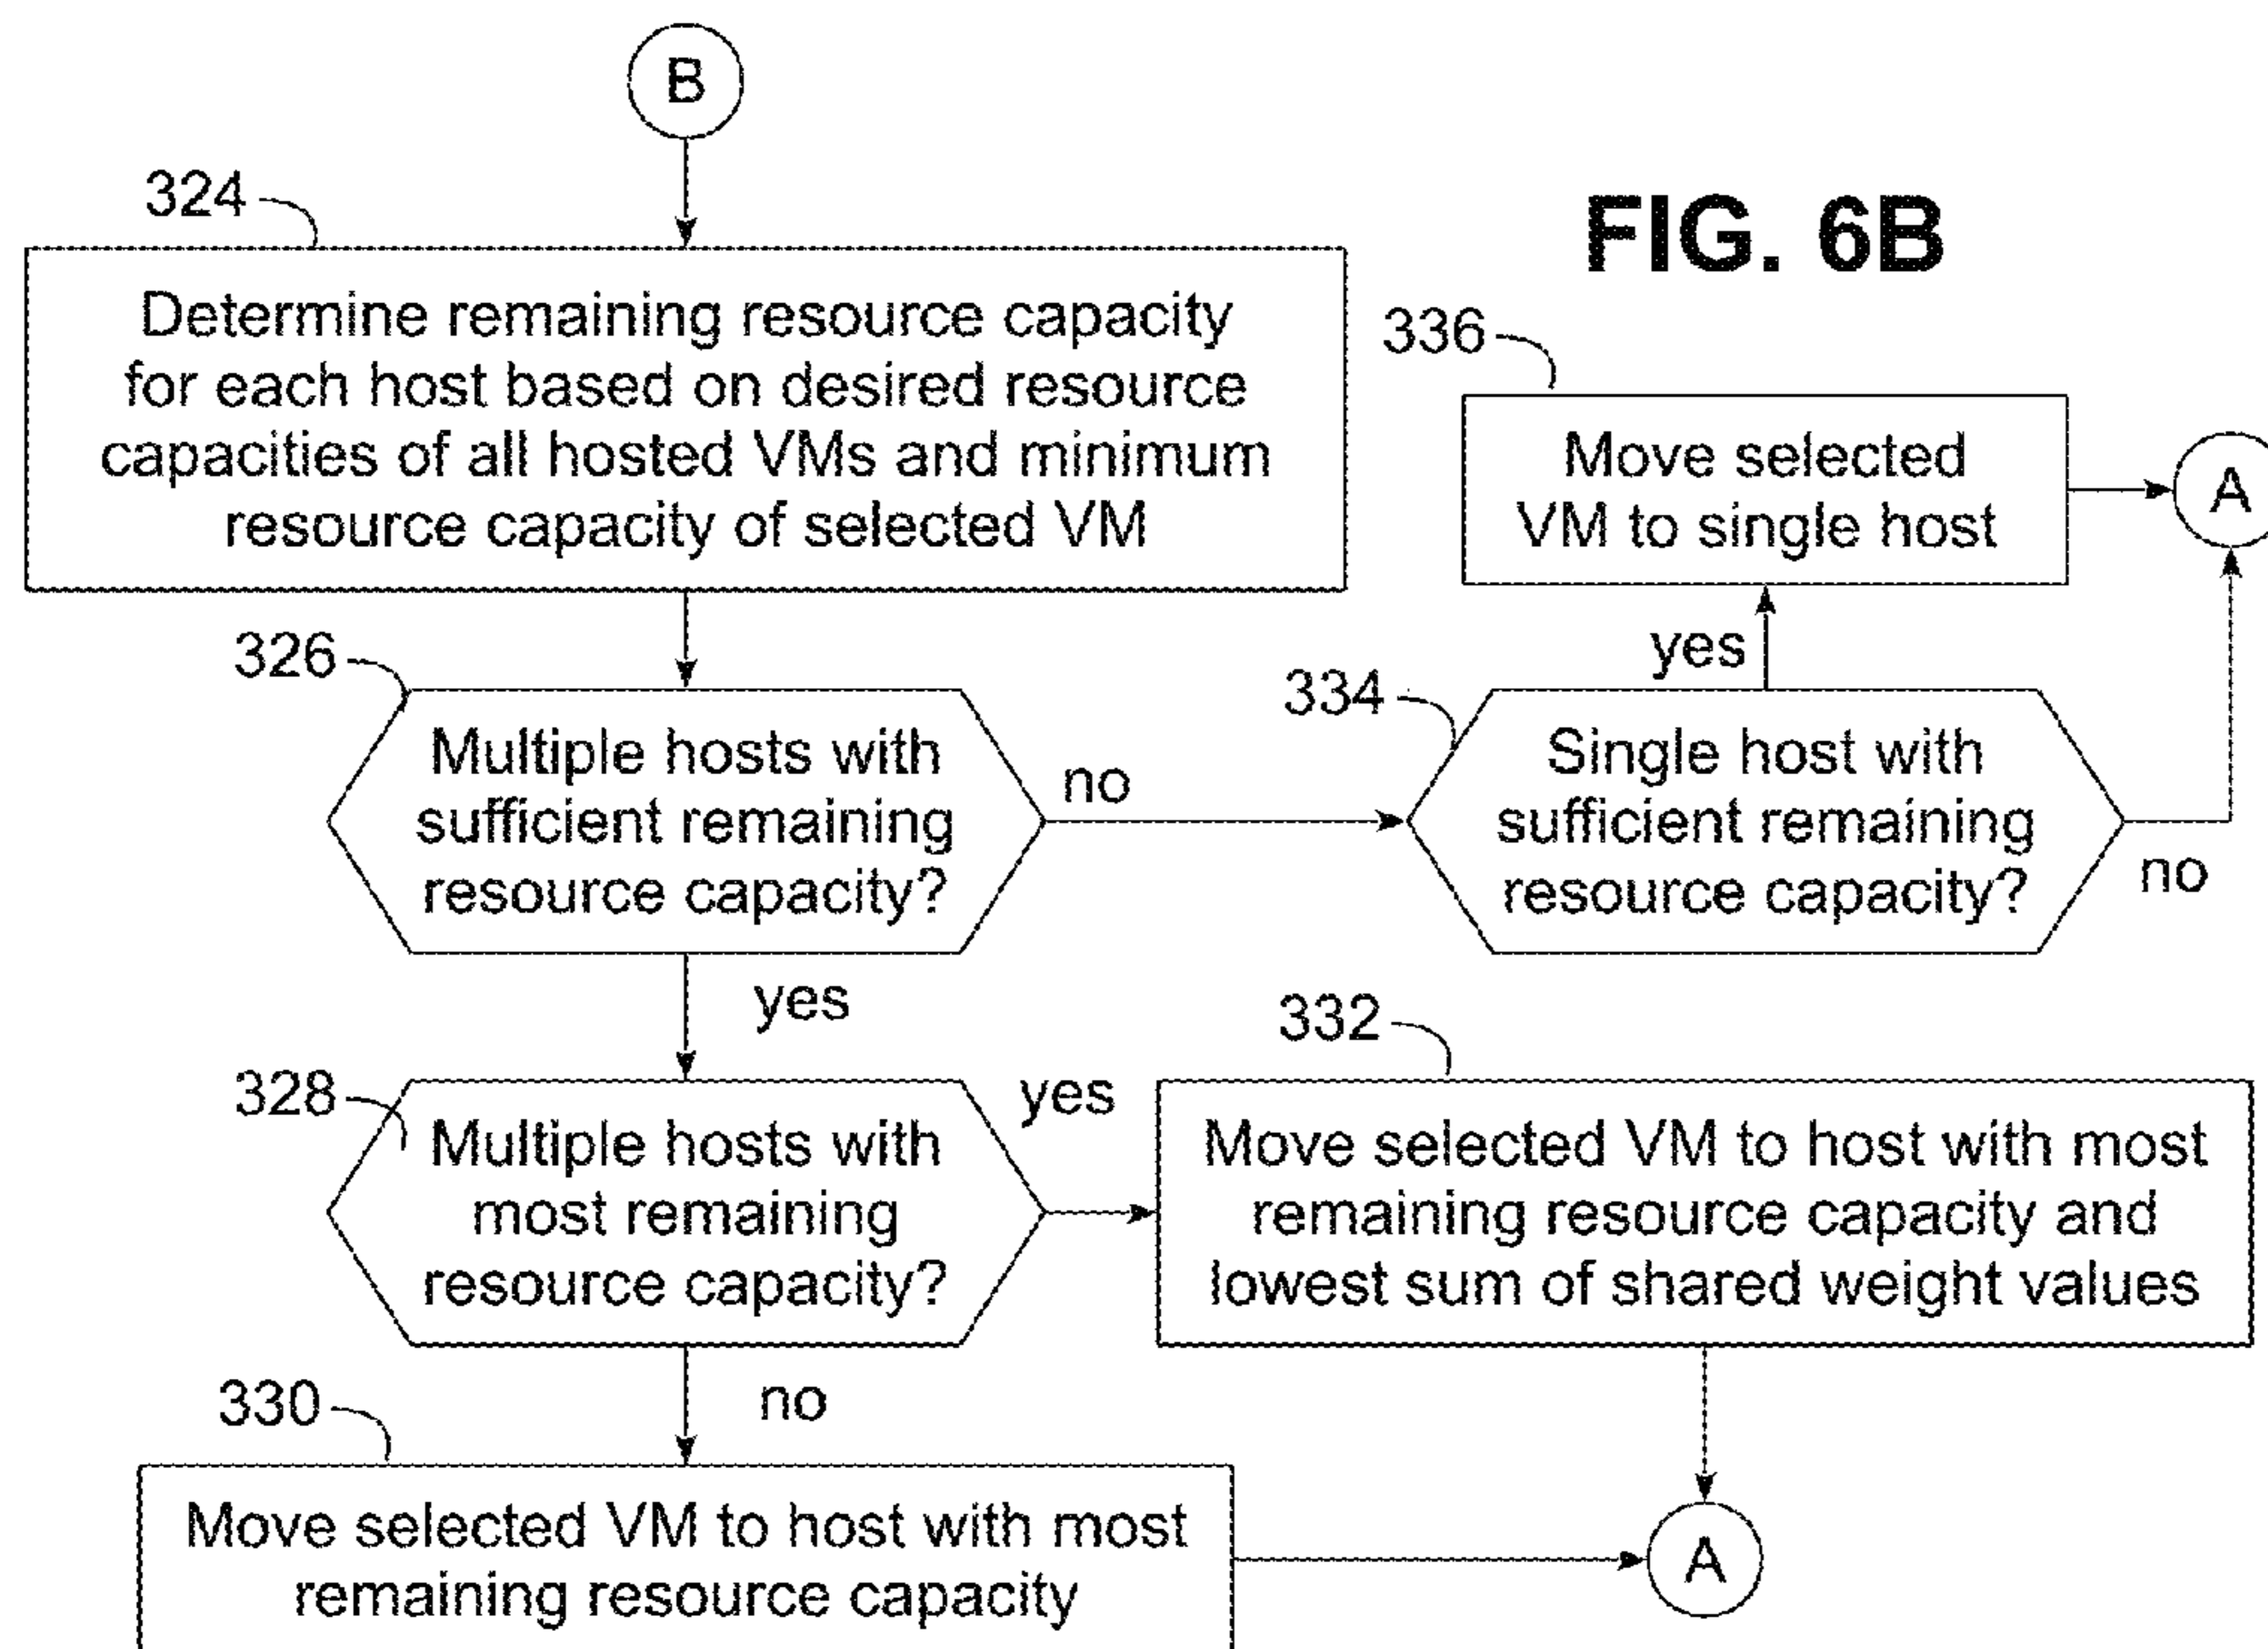 B
324
FIG. 6B
Determine remaining resource capacity
for each host based on desired resource
capacities of all hosted VMs and minimum
resource capacity of selected VM
336
Move selected
VM to single host
A
326
Multiple hosts with
sufficient remaining
resource capacity?
no
yes
334
Single host with
sufficient remaining
resource capacity?
no
yes
328
Multiple hosts with
most remaining
resource capacity?
yes
332
Move selected VM to host with most
remaining resource capacity and
lowest sum of shared weight values
no
330
Move selected VM to host with most
remaining resource capacity
A